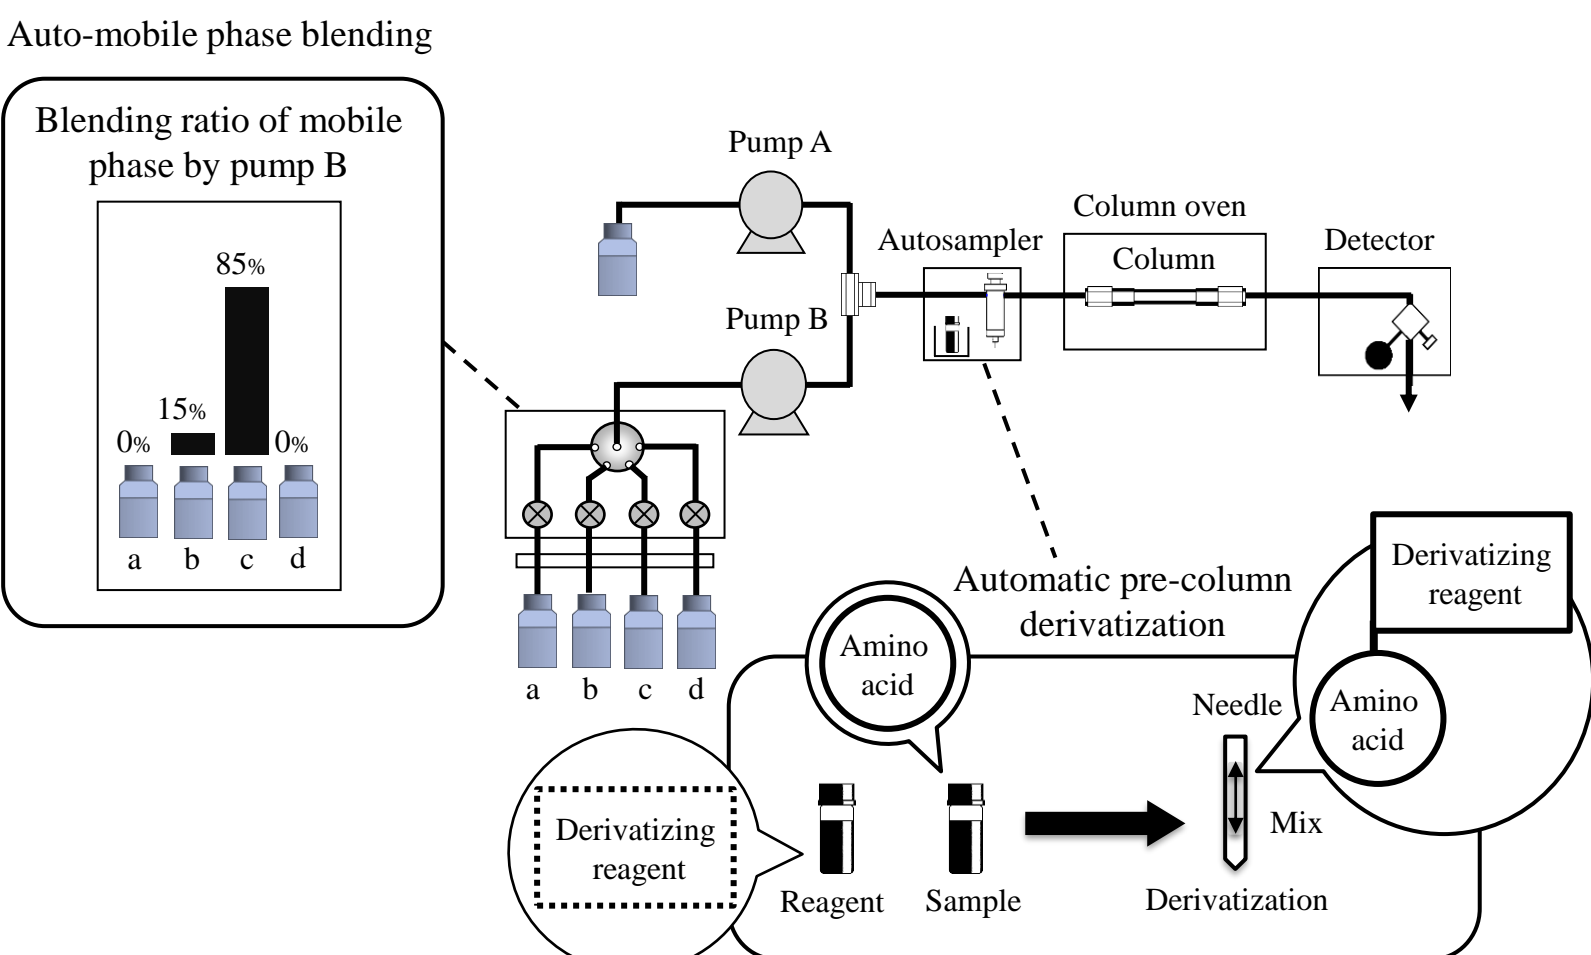 Auto-mobile phase blending
Blending ratio of mobile
phase by pump B
85%
15%
0%
0%
a b c d
Pump A
Pump B
Autosampler
Column oven
Column
Detector
a b c d
Automatic pre-column
derivatization
Amino
acid
Derivatizing
reagent
Amino
acid
Needle
Mix
Derivatizing
reagent
Reagent
Sample
Derivatization